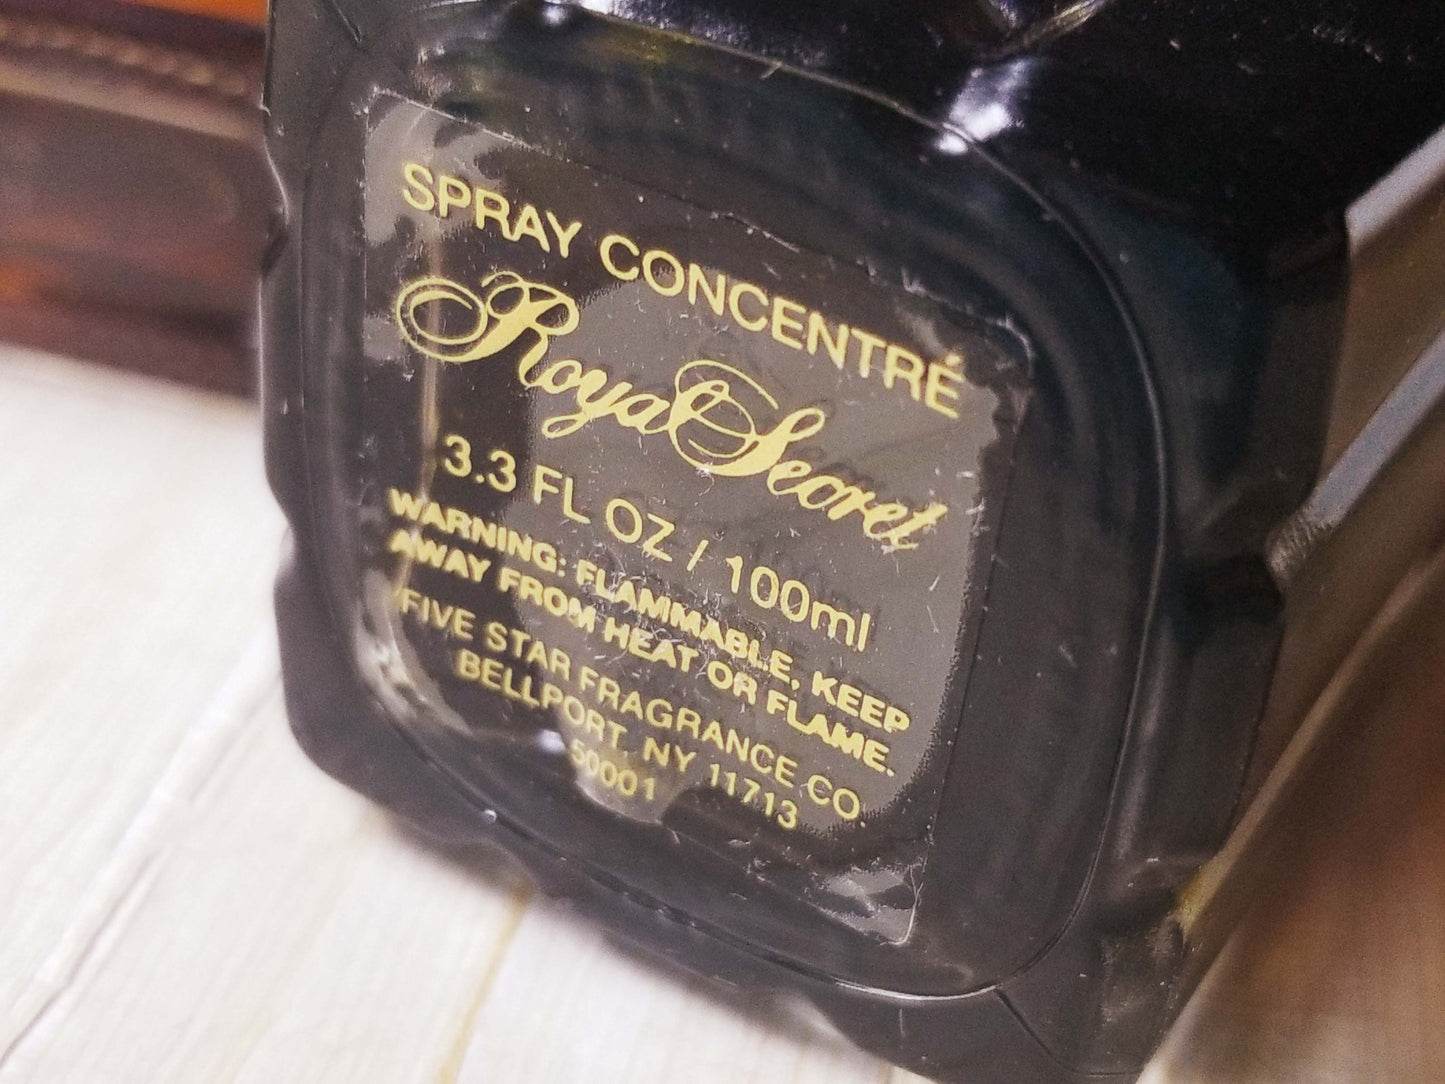 SPRAY CONCENTRÉ
Royal Secret
3.3 FL OZ / 100ml
WARNING: FLAMMABLE, KEEP
AWAY FROM HEAT OR FLAME.
FIVE STAR FRAGRANCE CO.
BELLPORT, NY 11713
50001